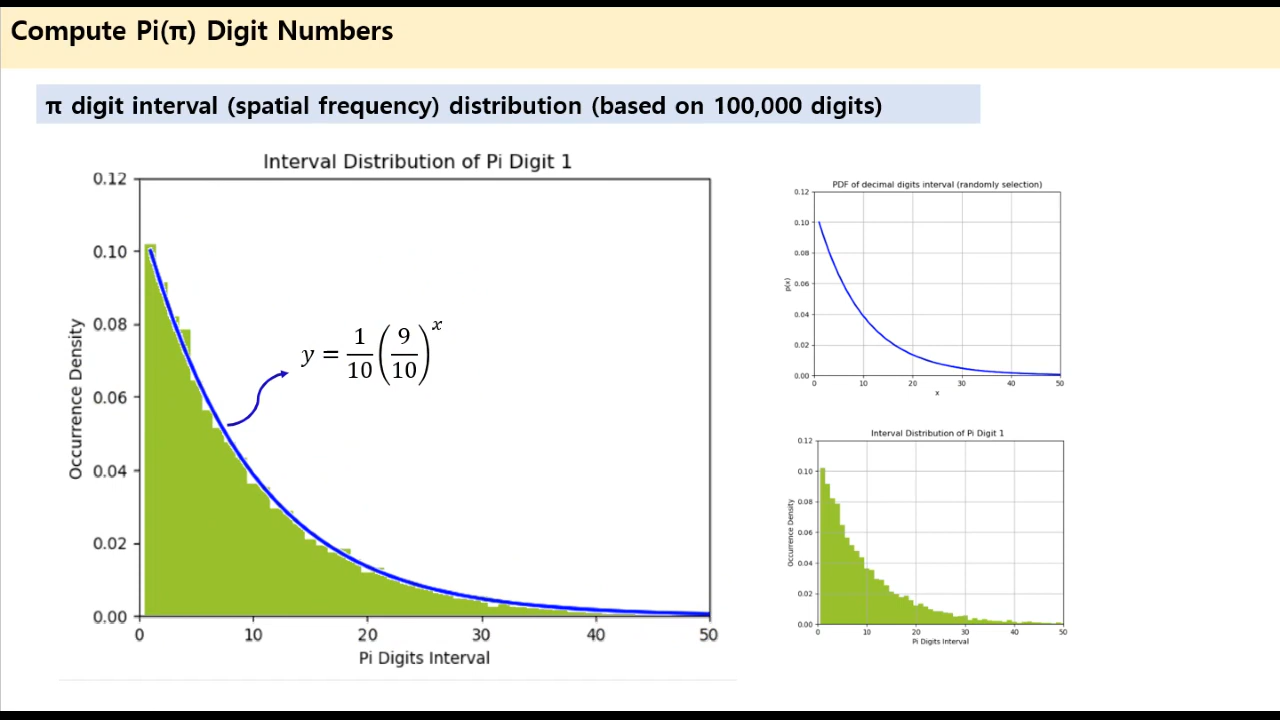 Compute Pi(π) Digit Numbers
π digit interval (spatial frequency) distribution (based on 100,000 digits)
Interval Distribution of Pi Digit 1
0.12
0.10
0.08
0.06
0.04
0.02
0.00
Occurrence Density
0 10 20 30 40 50
Pi Digits Interval
y = 1/10 (9/10)^x
PDF of decimal digits interval (randomly selection)
0.12
0.10
0.08
0.06
0.04
0.02
0.00
p(x)
0 10 20 30 40 50
x
Interval Distribution of Pi Digit 1
0.12
0.10
0.08
0.06
0.04
0.02
0.00
Occurrence Density
0 10 20 30 40 50
Pi Digits Interval